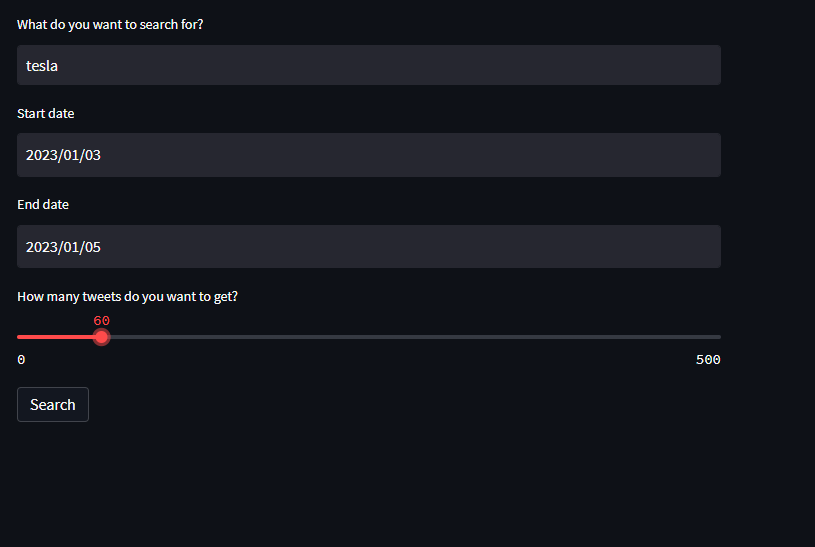 What do you want to search for?
tesla
Start date
2023/01/03
End date
2023/01/05
How many tweets do you want to get?
60
0 500
Search